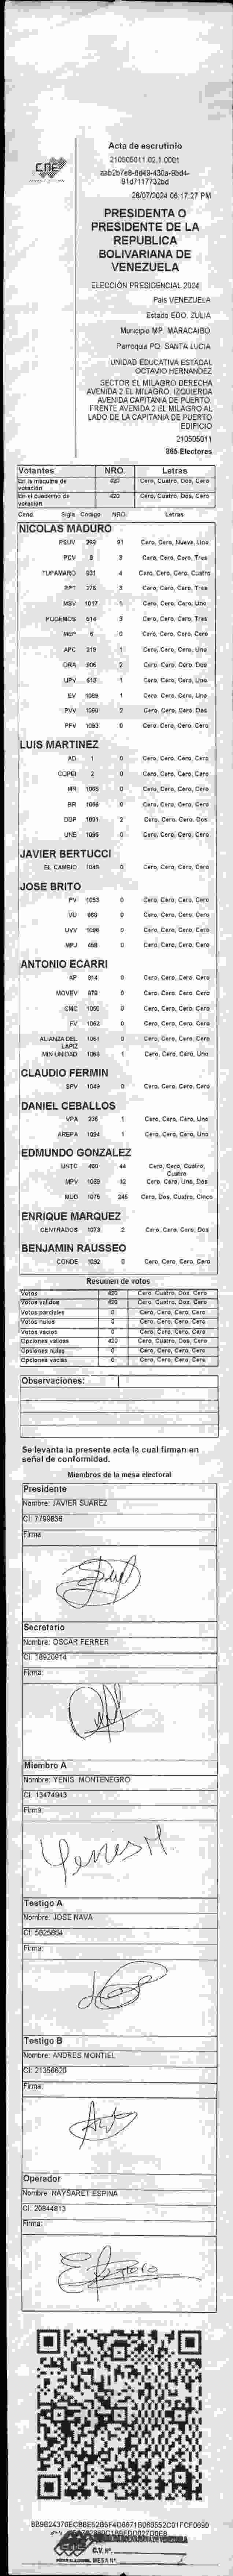 CNE
Acta de escrutinio
210505011.02.1.0001
28/07/2024 06:17:27 PM
PRESIDENTA O
PRESIDENTE DE LA
REPUBLICA
BOLIVARIANA DE
VENEZUELA
ELECCIÓN PRESIDENCIAL 2024
País VENEZUELA
Estado EDO. ZULIA
Municipio MP. MARACAIBO
Parroquia PQ. SANTA LUCIA
UNIDAD EDUCATIVA ESTADAL
OCTAVIO HERNANDEZ
SECTOR EL MILAGRO DERECHA
AVENIDA 2 EL MILAGRO. IZQUIERDA
AVENIDA CAPITANIA DE PUERTO.
FRENTE AVENIDA 2 EL MILAGRO AL
LADO DE LA CAPITANIA DE PUERTO
EDIFICIO
210505011
865 Electores
Votantes NRO. Letras
En la máquina de votación 420 Cero, Cuatro, Dos, Cero
En el cuaderno de votación 420 Cero, Cuatro, Dos, Cero
Cand Sigla Código NRO. Letras
NICOLAS MADURO
PSUV 269 91 Cero, Cero, Nueve, Uno
PCV 3 3 Cero, Cero, Cero, Tres
TUPAMARO 931 4 Cero, Cero, Cero, Cuatro
PPT 275 3 Cero, Cero, Cero, Tres
MSV 1017 1 Cero, Cero, Cero, Uno
PODEMOS 514 3 Cero, Cero, Cero, Tres
MEP 6 0 Cero, Cero, Cero, Cero
APC 219 1 Cero, Cero, Cero, Uno
ORA 906 2 Cero, Cero, Cero, Dos
UPV 513 1 Cero, Cero, Cero, Uno
EV 1089 1 Cero, Cero, Cero, Uno
PVV 1090 2 Cero, Cero, Cero, Dos
PFV 1093 0 Cero, Cero, Cero, Cero
LUIS MARTINEZ
AD 1 0 Cero, Cero, Cero, Cero
COPEI 2 0 Cero, Cero, Cero, Cero
MR 1065 0 Cero, Cero, Cero, Cero
BR 1066 0 Cero, Cero, Cero, Cero
DDP 1091 2 Cero, Cero, Cero, Dos
UNE 1095 0 Cero, Cero, Cero, Cero
JAVIER BERTUCCI
EL CAMBIO 1048 0 Cero, Cero, Cero, Cero
JOSE BRITO
PV 1053 0 Cero, Cero, Cero, Cero
VU 960 0 Cero, Cero, Cero, Cero
UVV 1096 0 Cero, Cero, Cero, Cero
MPJ 468 0 Cero, Cero, Cero, Cero
ANTONIO ECARRI
AP 914 0 Cero, Cero, Cero, Cero
MOVEV 978 0 Cero, Cero, Cero, Cero
CMC 1050 0 Cero, Cero, Cero, Cero
FV 1062 0 Cero, Cero, Cero, Cero
ALIANZA DEL LAPIZ 1061 0 Cero, Cero, Cero, Cero
MIN UNIDAD 1068 1 Cero, Cero, Cero, Uno
CLAUDIO FERMIN
SPV 1049 0 Cero, Cero, Cero, Cero
DANIEL CEBALLOS
VPA 236 1 Cero, Cero, Cero, Uno
AREPA 1094 1 Cero, Cero, Cero, Uno
EDMUNDO GONZALEZ
UNTC 400 44 Cero, Cero, Cuatro, Cuatro
MPV 1069 12 Cero, Cero, Uno, Dos
MUD 1075 245 Cero, Dos, Cuatro, Cinco
ENRIQUE MARQUEZ
CENTRADOS 1073 2 Cero, Cero, Cero, Dos
BENJAMIN RAUSSEO
CONDE 1092 0 Cero, Cero, Cero, Cero
Resumen de votos
Votos 420 Cero, Cuatro, Dos, Cero
Votos válidos 420 Cero, Cuatro, Dos, Cero
Votos parciales 0 Cero, Cero, Cero, Cero
Votos nulos 0 Cero, Cero, Cero, Cero
Votos vacíos 0 Cero, Cero, Cero, Cero
Opciones válidas 420 Cero, Cuatro, Dos, Cero
Opciones nulas 0 Cero, Cero, Cero, Cero
Opciones vacías 0 Cero, Cero, Cero, Cero
Observaciones:
Se levanta la presente acta la cual firman en
señal de conformidad.
Miembros de la mesa electoral
Presidente
Nombre: JAVIER SUAREZ
CI: 7799836
Firma:
Secretario
Nombre: OSCAR FERRER
CI: 18920914
Firma:
Miembro A
Nombre: YENIS MONTENEGRO
CI: 13474943
Firma:
Testigo A
Nombre: JOSE NAVA
CI: 5825864
Firma:
Testigo B
Nombre: ANDRES MONTIEL
CI: 21356620
Firma:
Operador
Nombre: NAYSARET ESPINA
CI: 20844813
Firma:
C.V. Nº.
MESA Nº.